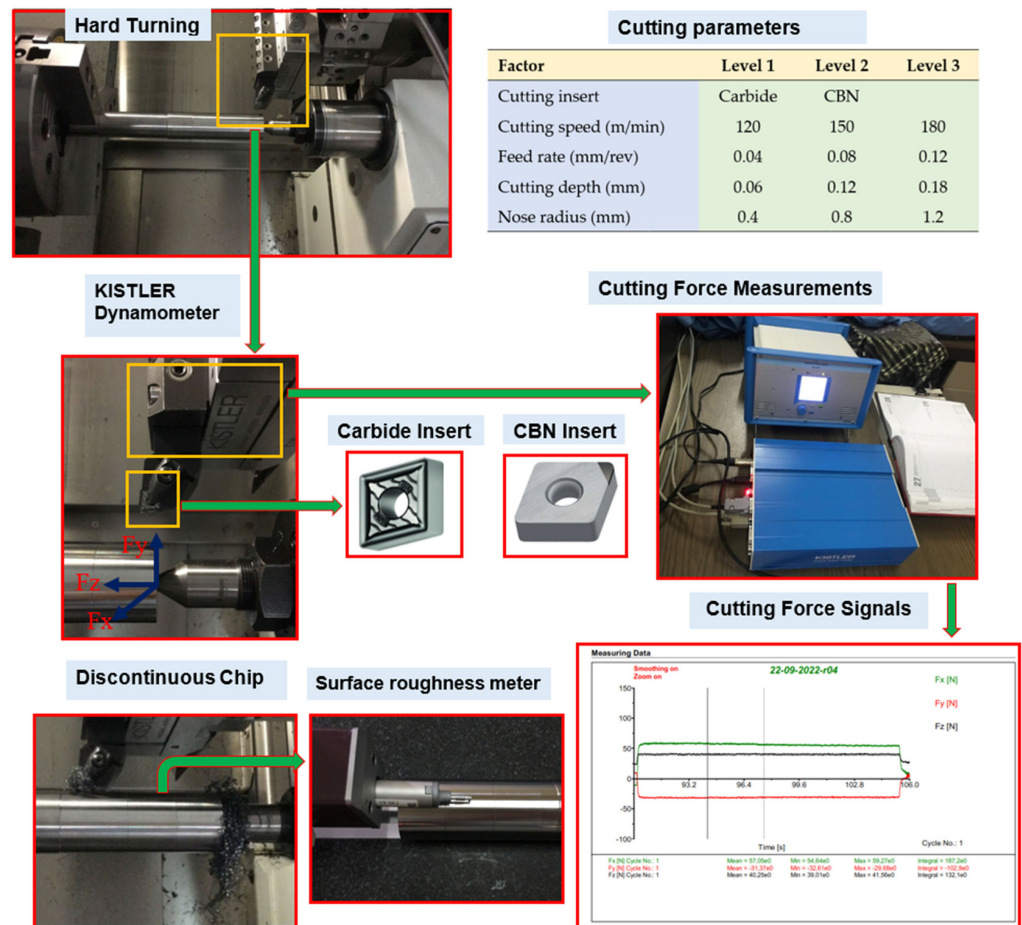 Hard Turning
Cutting parameters
Factor Level 1 Level 2 Level 3
Cutting insert Carbide CBN
Cutting speed (m/min) 120 150 180
Feed rate (mm/rev) 0.04 0.08 0.12
Cutting depth (mm) 0.06 0.12 0.18
Nose radius (mm) 0.4 0.8 1.2
KISTLER
Dynamometer
Cutting Force Measurements
KISTLER
Carbide Insert
CBN Insert
27
KISTLER
Fy
Fz
Fx
Cutting Force Signals
Discontinuous Chip
Surface roughness meter
Measuring Data
Smoothing on
Zoom on
22-09-2022-r04
Fx [N]
Fy [N]
Fz [N]
150
100
50
0
-50
-100
93.2 96.4 99.6 102.8 106.0
Time [s]
Cycle No.: 1
Fx [N] Cycle No.: 1 Mean = 57,05e0 Min = 54,64e0 Max = 59,27e0 Integral = 187,2e0
Fy [N] Cycle No.: 1 Mean = -31,37e0 Min = -32,61e0 Max = -29,68e0 Integral = -102,9e0
Fz [N] Cycle No.: 1 Mean = 40,25e0 Min = 39,01e0 Max = 41,56e0 Integral = 132,1e0